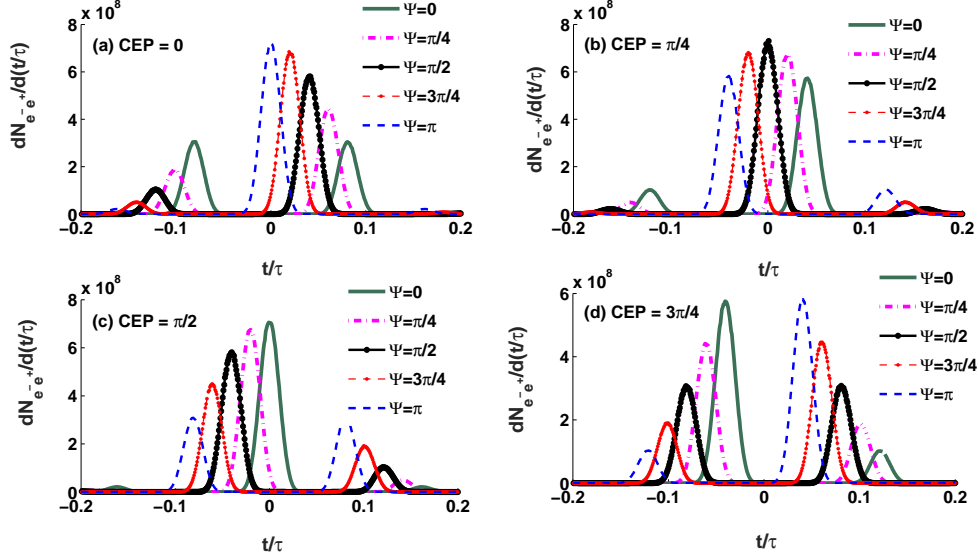 x 10^8
(a) CEP = 0
Ψ=0
Ψ=π/4
Ψ=π/2
Ψ=3π/4
Ψ=π
dN_{e^- e^+}/d(t/τ)
8
6
4
2
0
−0.2 −0.1 0 0.1 0.2
t/τ
x 10^8
(b) CEP = π/4
Ψ=0
Ψ=π/4
Ψ=π/2
Ψ=3π/4
Ψ=π
dN_{e^- e^+}/d(t/τ)
8
6
4
2
0
−0.2 −0.1 0 0.1 0.2
t/τ
x 10^8
(c) CEP = π/2
Ψ=0
Ψ=π/4
Ψ=π/2
Ψ=3π/4
Ψ=π
dN_{e^- e^+}/d(t/τ)
8
6
4
2
0
−0.2 −0.1 0 0.1 0.2
t/τ
x 10^8
(d) CEP = 3π/4
Ψ=0
Ψ=π/4
Ψ=π/2
Ψ=3π/4
Ψ=π
dN_{e^- e^+}/d(t/τ)
6
4
2
0
−0.2 −0.1 0 0.1 0.2
t/τ